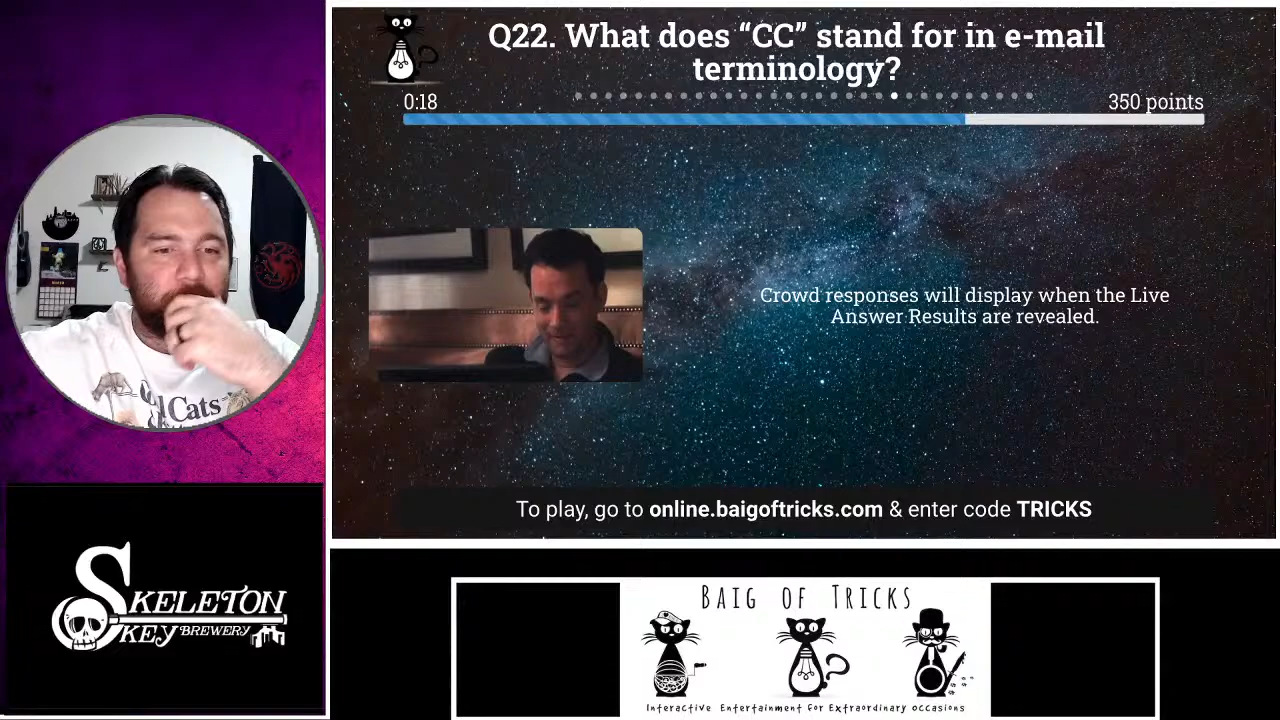 Q22. What does “CC” stand for in e-mail
terminology?
0:18
350 points
Crowd responses will display when the Live
Answer Results are revealed.
To play, go to online.baigoftricks.com & enter code TRICKS
Cats
SKELETON
KEY BREWERY
BAIG OF TRICKS
Interactive Entertainment for Extraordinary Occasions